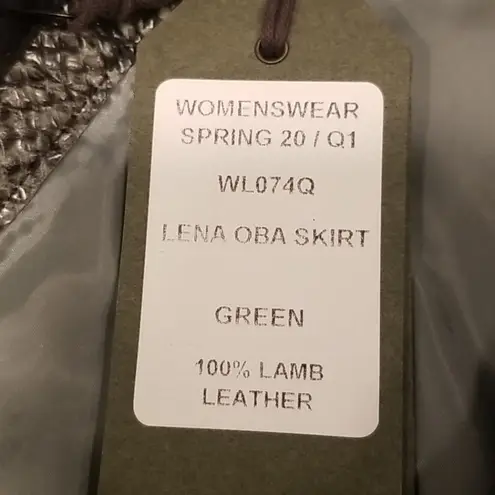 WOMENSWEAR
SPRING 20 / Q1
WL074Q
LENA OBA SKIRT
GREEN
100% LAMB
LEATHER